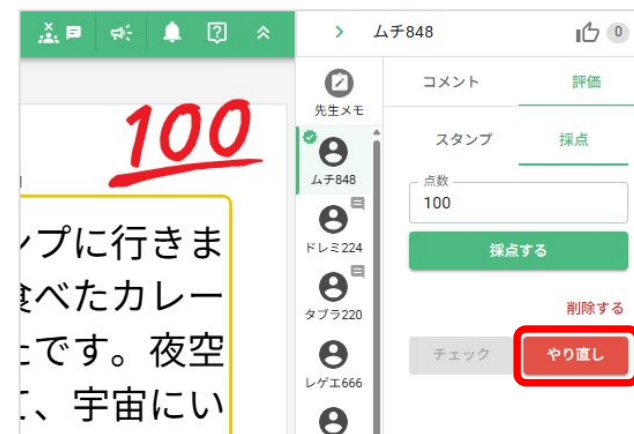 ムチ848
0
先生メモ
コメント
評価
100
スタンプ
採点
ムチ848
点数
100
ドレミ224
採点する
プに行きま
タブラ220
削除する
食べたカレー
です。夜空
レゲエ666
チェック
やり直し
、宇宙にい